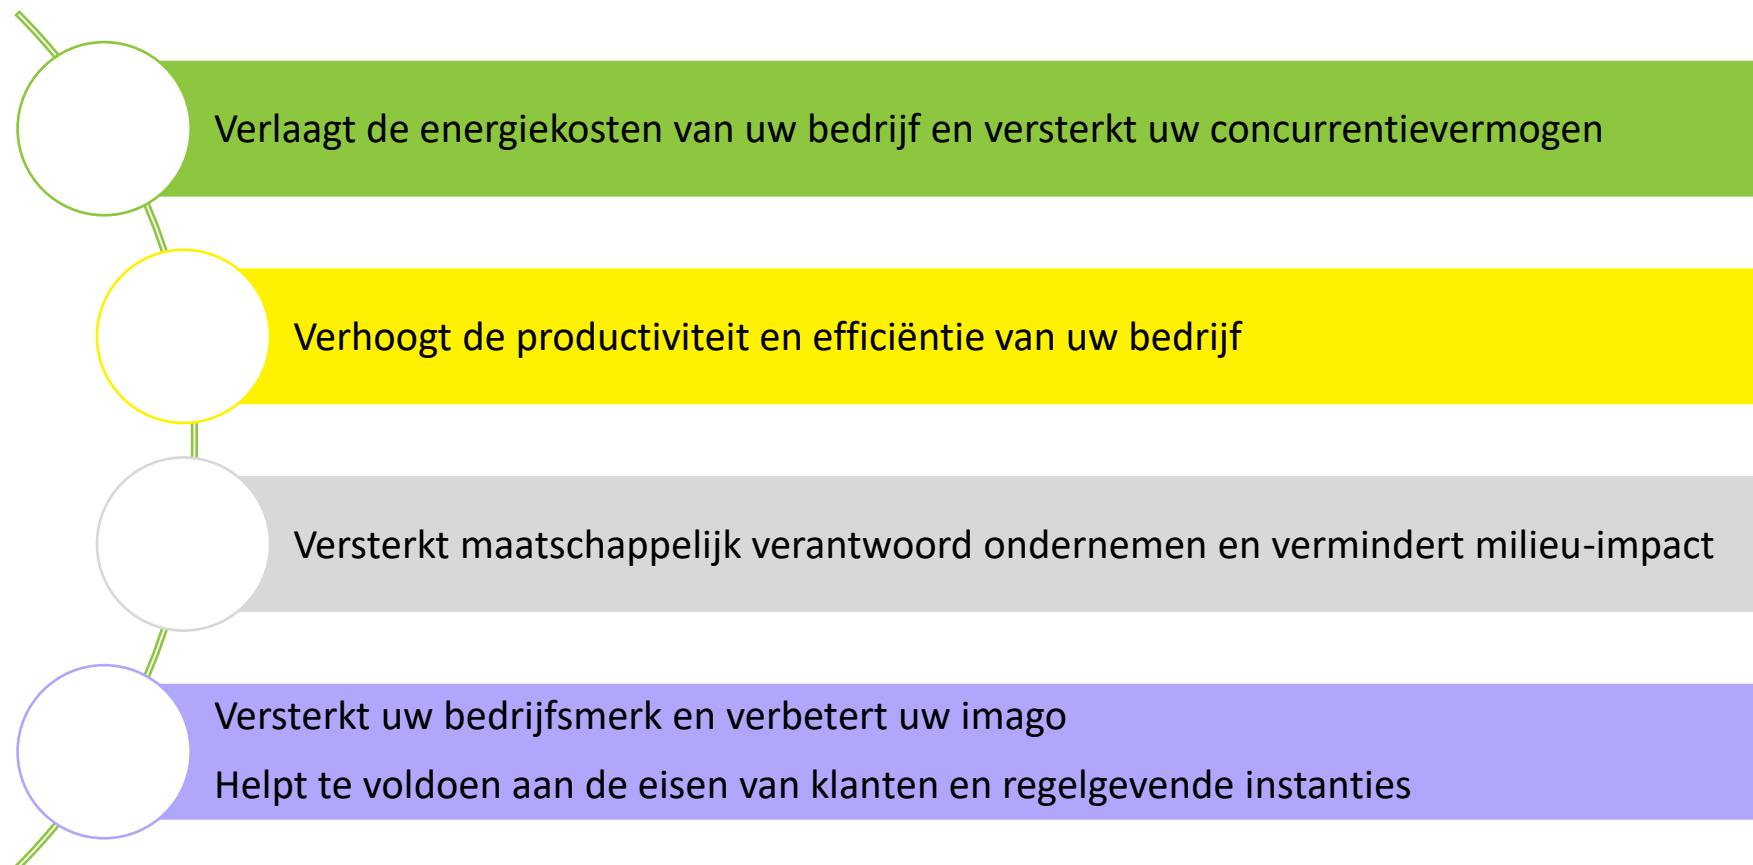 Verlaagt de energiekosten van uw bedrijf en versterkt uw concurrentievermogen
Verhoogt de productiviteit en efficiëntie van uw bedrijf
Versterkt maatschappelijk verantwoord ondernemen en vermindert milieu-impact
Versterkt uw bedrijfsmerk en verbetert uw imago
Helpt te voldoen aan de eisen van klanten en regelgevende instanties